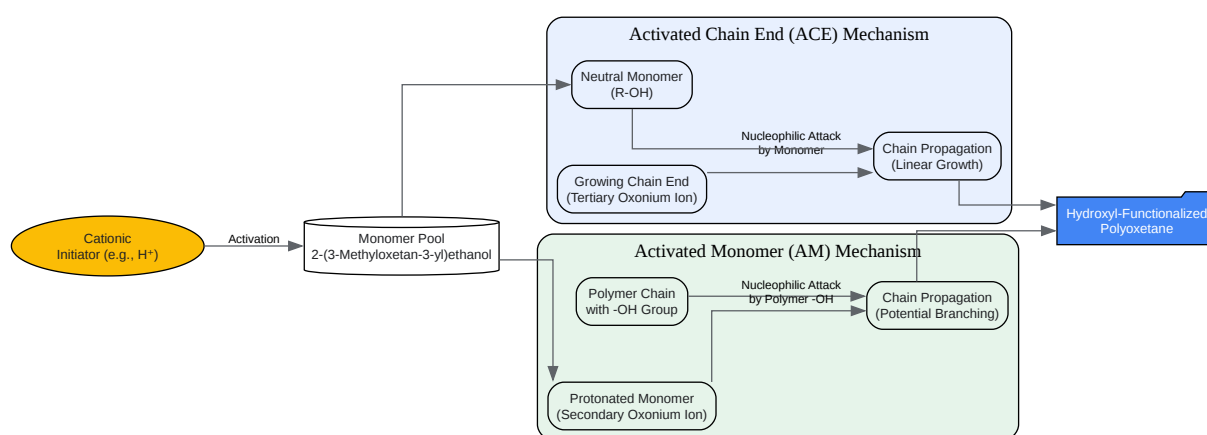 Activated Chain End (ACE) Mechanism
Neutral Monomer
(R-OH)
Nucleophilic Attack
by Monomer
Chain Propagation
(Linear Growth)
Growing Chain End
(Tertiary Oxonium Ion)
Hydroxyl-Functionalized
Polyoxetane
Cationic
Initiator (e.g., H⁺)
Activation
Monomer Pool
2-(3-Methyloxetan-3-yl)ethanol
Activated Monomer (AM) Mechanism
Polymer Chain
with -OH Group
Nucleophilic Attack
by Polymer -OH
Chain Propagation
(Potential Branching)
Protonated Monomer
(Secondary Oxonium Ion)